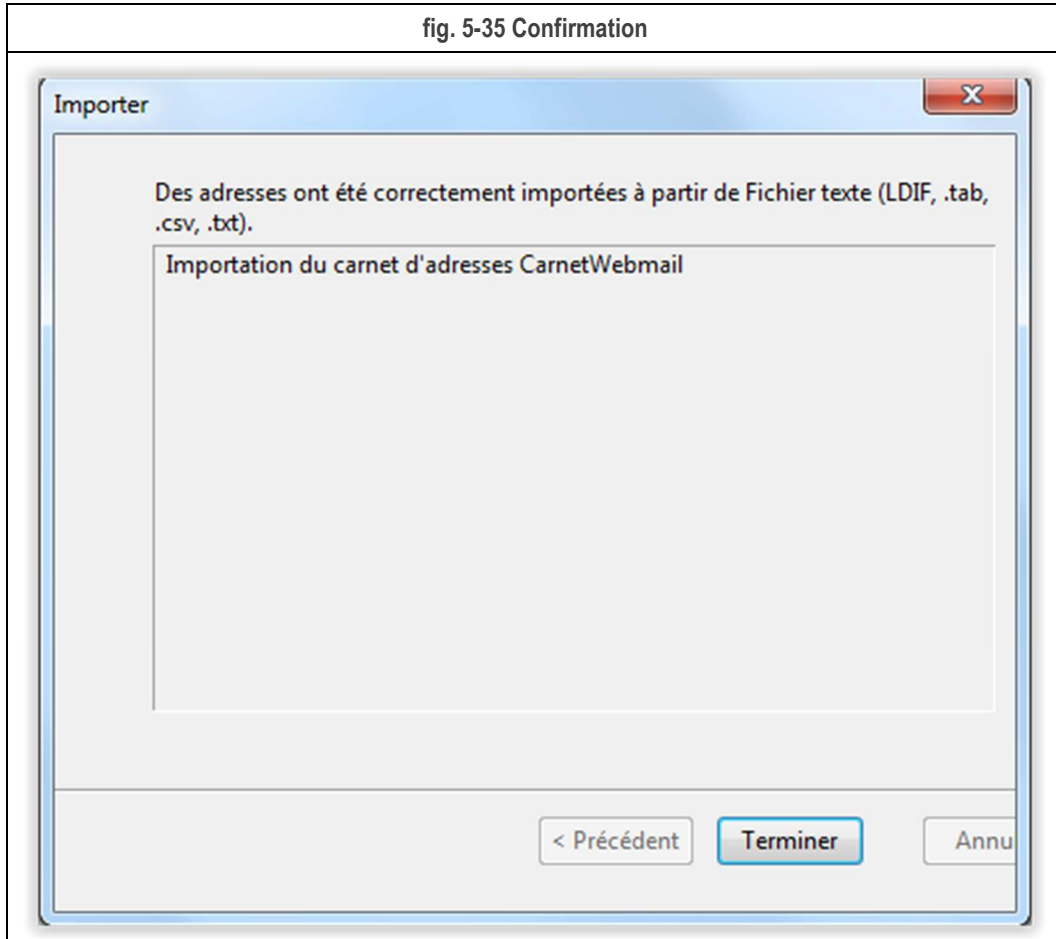 fig. 5-35 Confirmation
Importer
Des adresses ont été correctement importées à partir de Fichier texte (LDIF, .tab,
.csv, .txt).
Importation du carnet d'adresses CarnetWebmail
< Précédent Terminer Annu